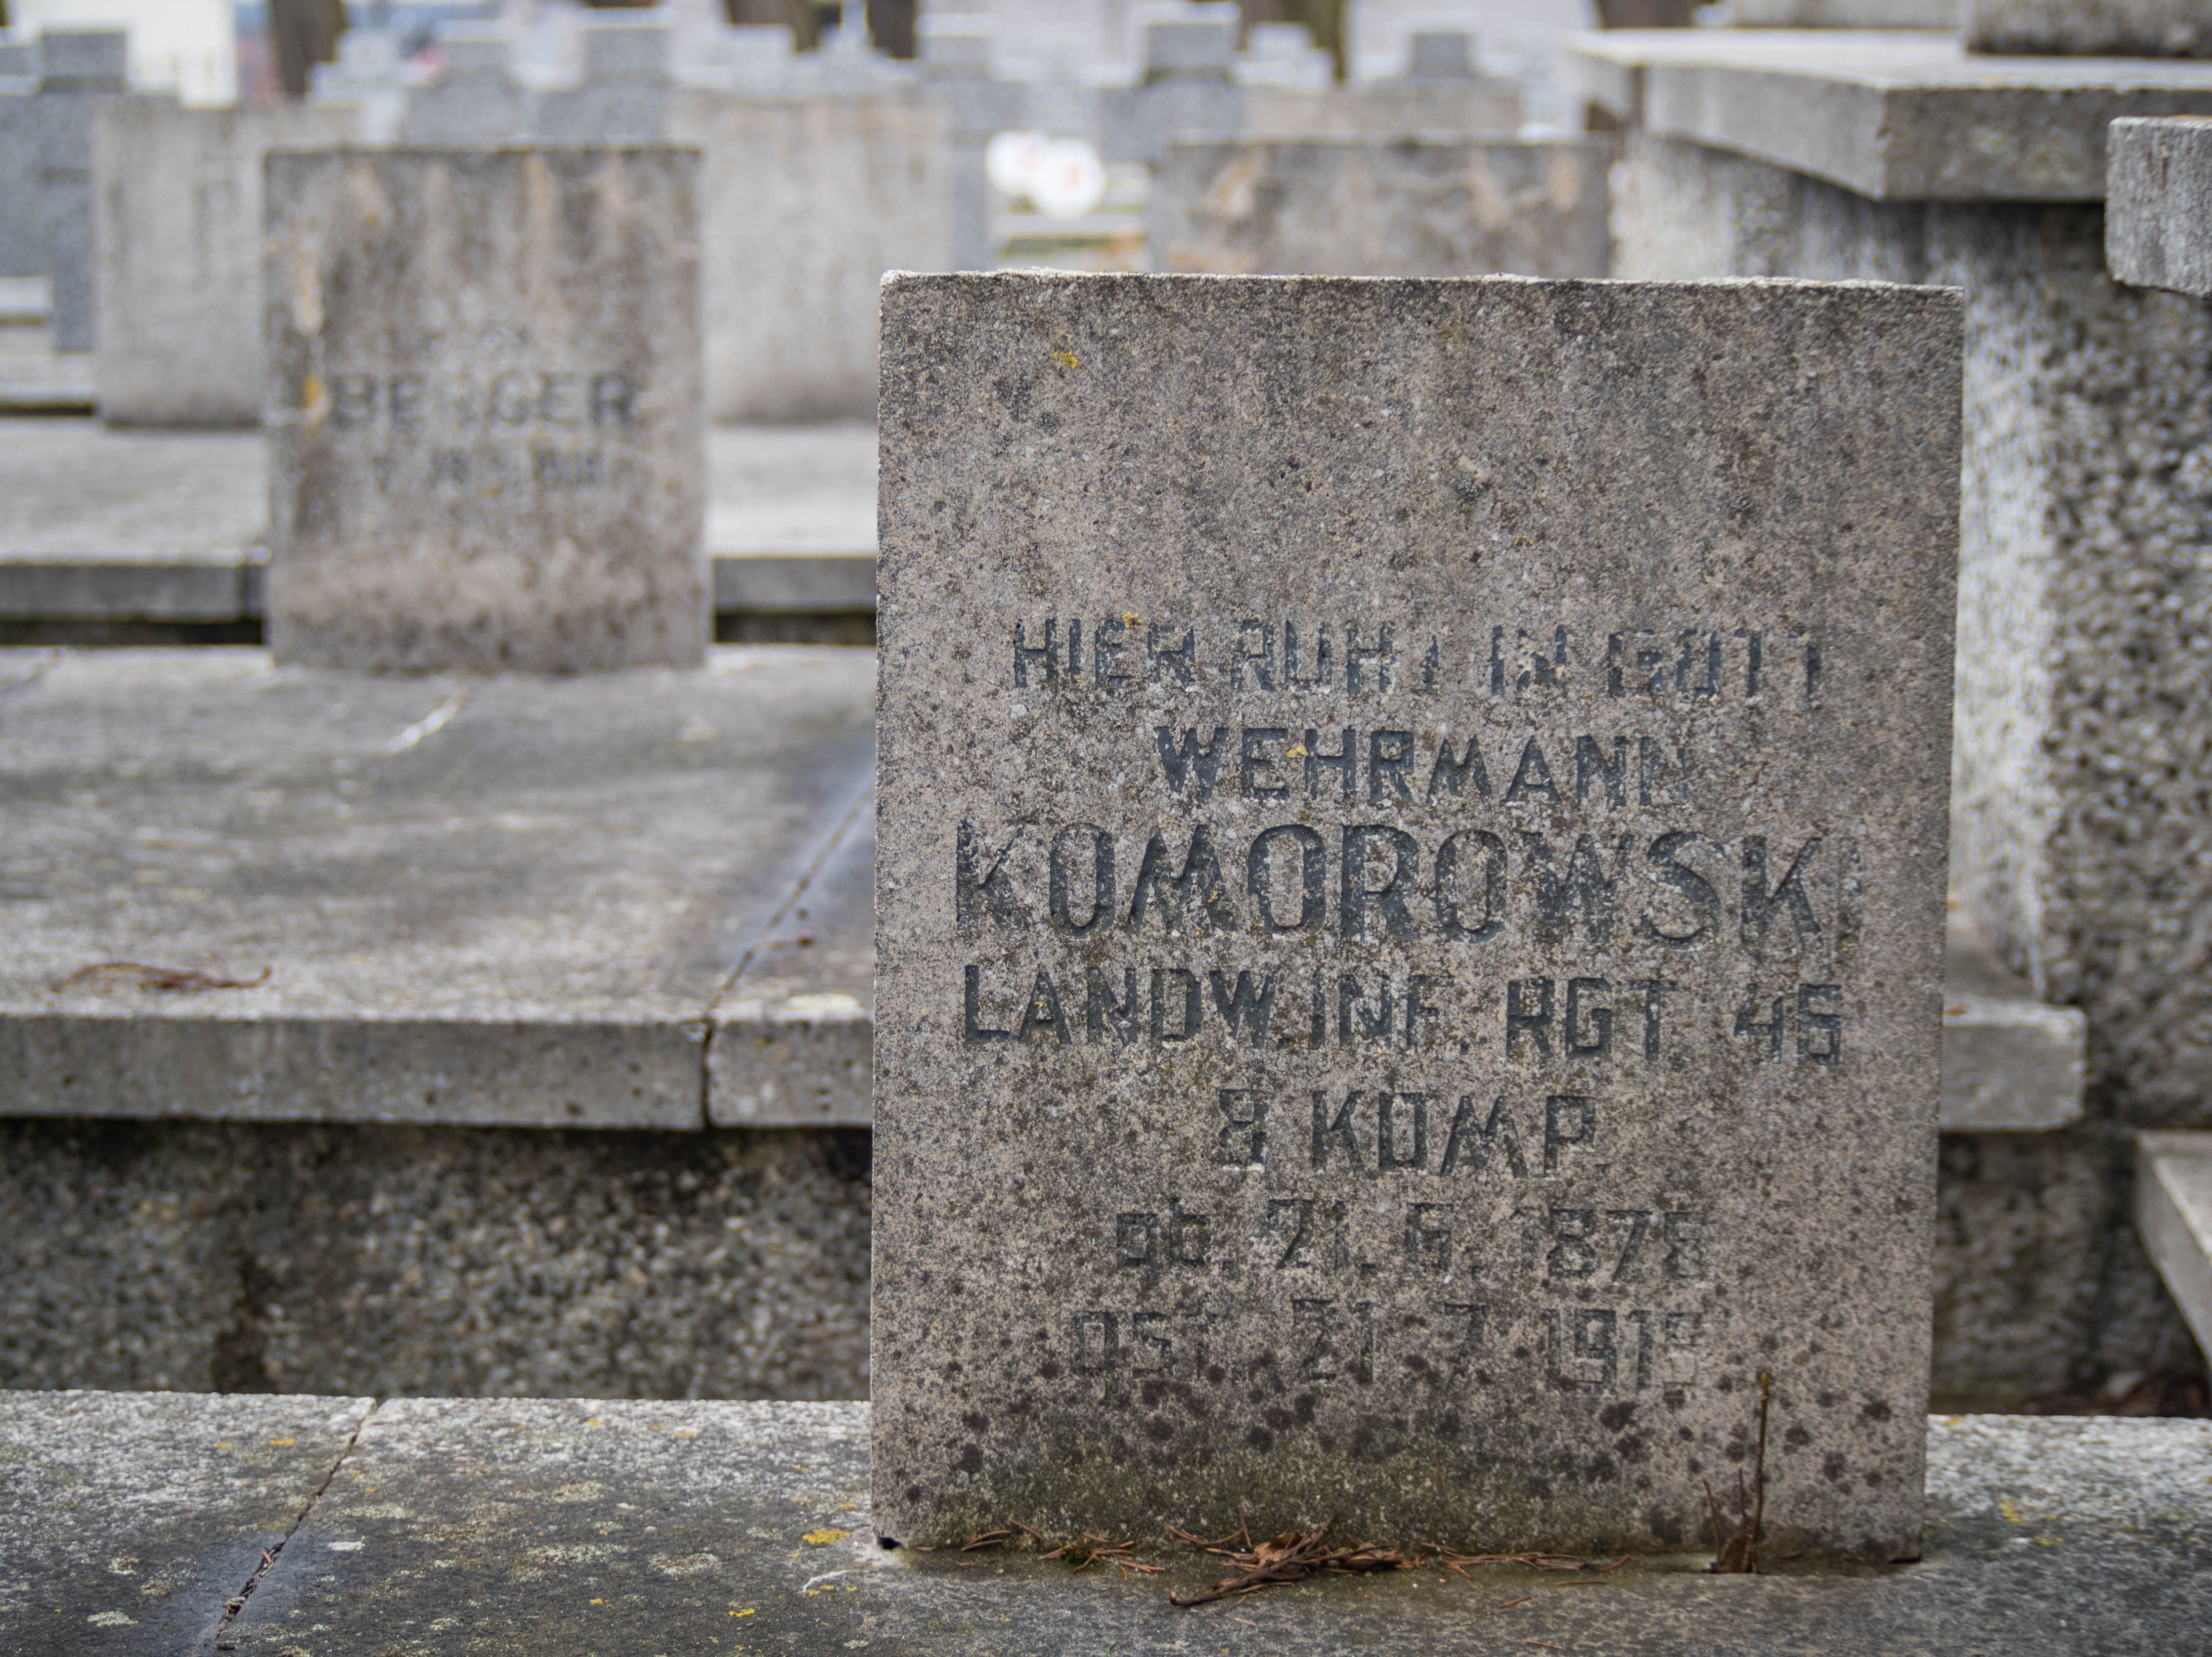 BERGER
HIER RUHT IN GOTT
WEHRMANN
KOMOROWSKI
LANDW. INF. RGT 46
8 KOMP.
gb. 21. 6. 1878
gst. 21. 7. 1915